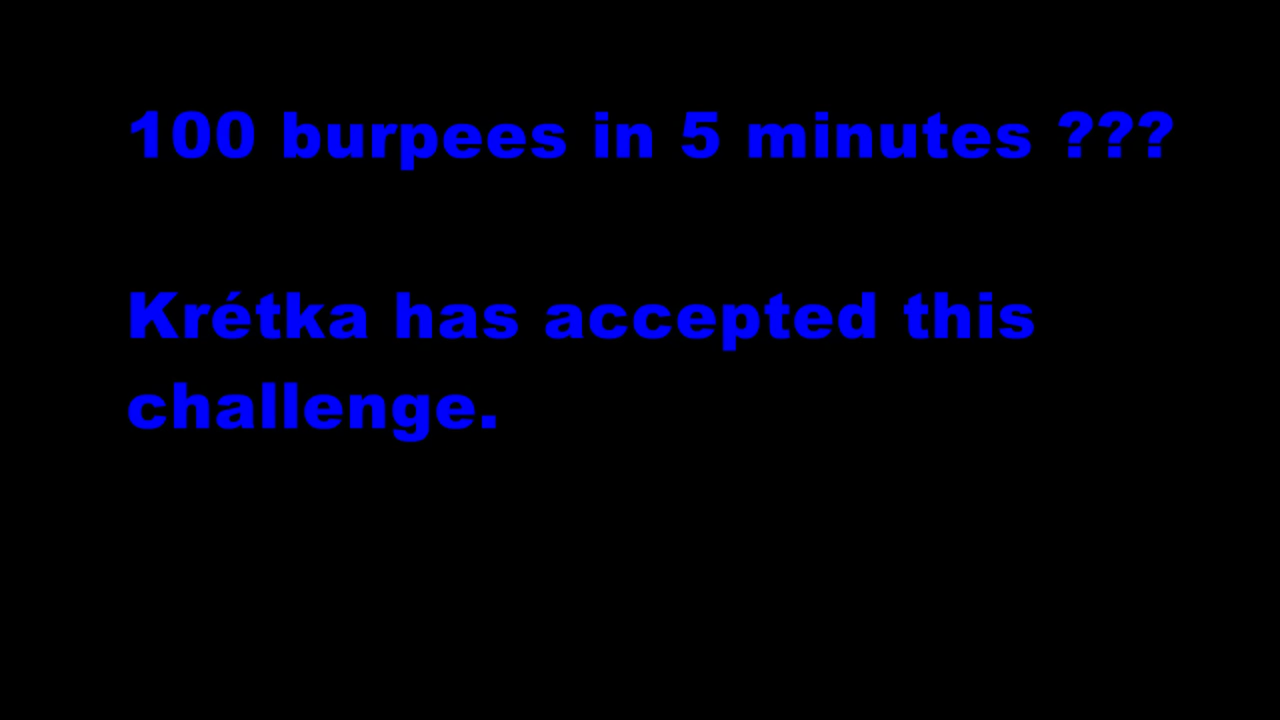 100 burpees in 5 minutes ???
Krétka has accepted this
challenge.